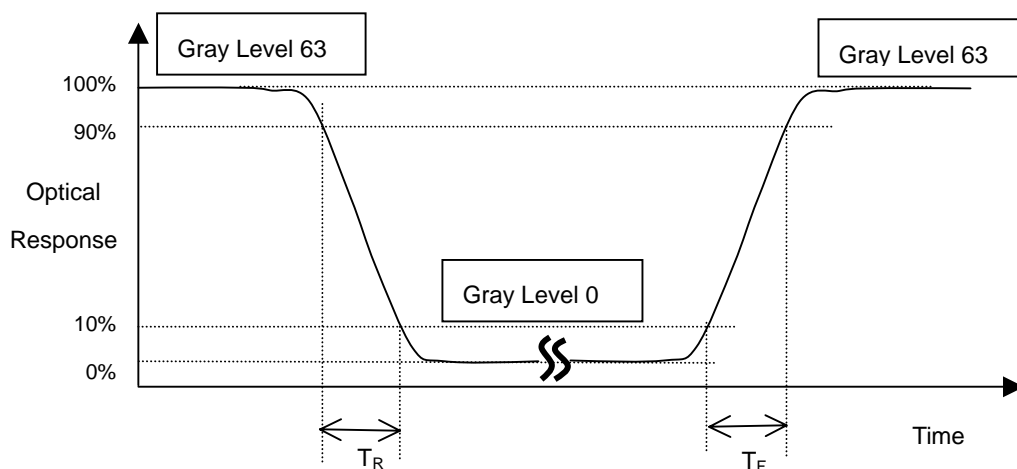 Gray Level 63
Gray Level 63
100%
90%
Optical
Response
Gray Level 0
10%
0%
Time
TR
TF